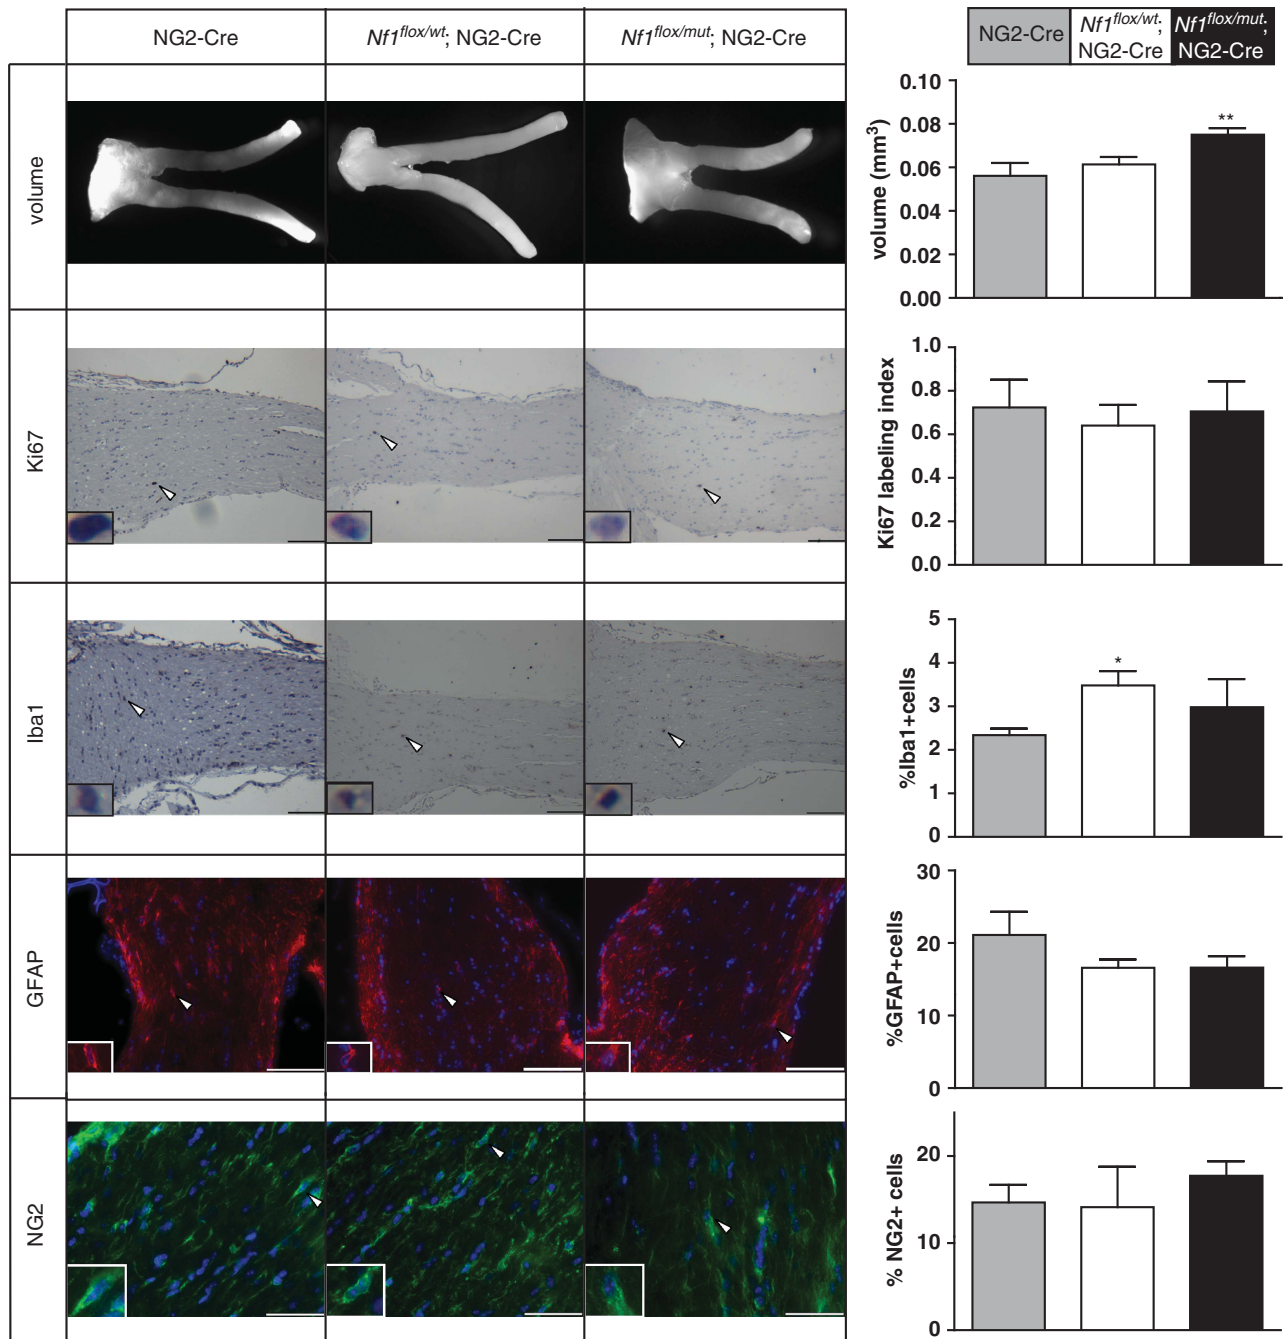 NG2-Cre
Nf1flox/wt; NG2-Cre
Nf1flox/mut; NG2-Cre
NG2-Cre
Nf1flox/wt;
NG2-Cre
Nf1flox/mut;
NG2-Cre
volume
volume (mm3)
0.10
0.08
0.06
0.04
0.02
0.00
**
Ki67
Ki67 labeling index
1.0
0.8
0.6
0.4
0.2
0.0
Iba1
%Iba1+cells
5
4
3
2
1
0
*
GFAP
%GFAP+cells
30
20
10
0
NG2
% NG2+ cells
20
10
0